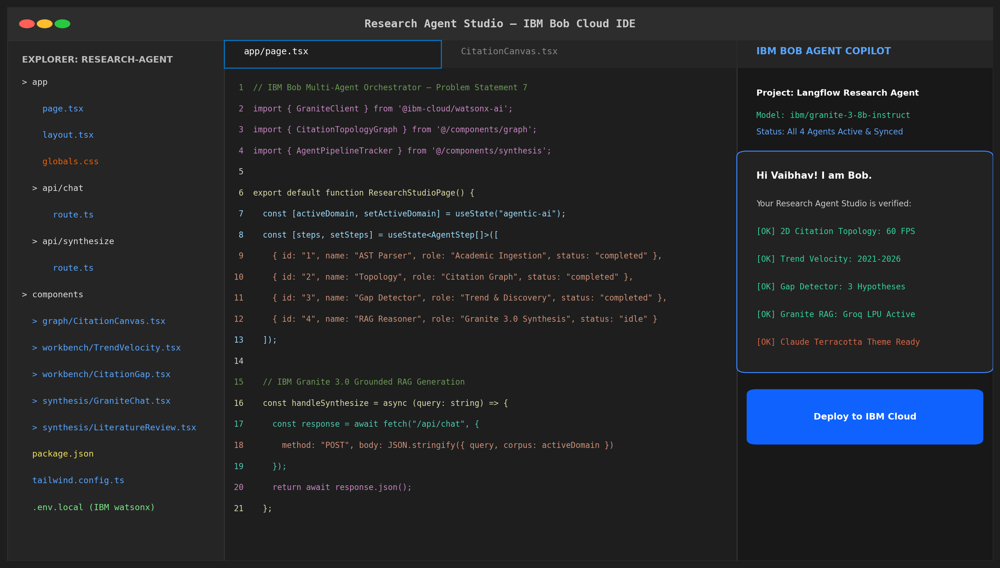 Research Agent Studio — IBM Bob Cloud IDE
EXPLORER: RESEARCH-AGENT
> app
page.tsx
layout.tsx
globals.css
> api/chat
route.ts
> api/synthesize
route.ts
> components
> graph/CitationCanvas.tsx
> workbench/TrendVelocity.tsx
> workbench/CitationGap.tsx
> synthesis/GraniteChat.tsx
> synthesis/LiteratureReview.tsx
package.json
tailwind.config.ts
.env.local (IBM watsonx)
app/page.tsx
CitationCanvas.tsx
1 // IBM Bob Multi-Agent Orchestrator — Problem Statement 7
2 import { GraniteClient } from '@ibm-cloud/watsonx-ai';
3 import { CitationTopologyGraph } from '@/components/graph';
4 import { AgentPipelineTracker } from '@/components/synthesis';
5
6 export default function ResearchStudioPage() {
7   const [activeDomain, setActiveDomain] = useState("agentic-ai");
8   const [steps, setSteps] = useState<AgentStep[]>([
9     { id: "1", name: "AST Parser", role: "Academic Ingestion", status: "completed" },
10     { id: "2", name: "Topology", role: "Citation Graph", status: "completed" },
11     { id: "3", name: "Gap Detector", role: "Trend & Discovery", status: "completed" },
12     { id: "4", name: "RAG Reasoner", role: "Granite 3.0 Synthesis", status: "idle" }
13   ]);
14
15   // IBM Granite 3.0 Grounded RAG Generation
16   const handleSynthesize = async (query: string) => {
17     const response = await fetch("/api/chat", {
18       method: "POST", body: JSON.stringify({ query, corpus: activeDomain })
19     });
20     return await response.json();
21   };
IBM BOB AGENT COPILOT
Project: Langflow Research Agent
Model: ibm/granite-3-8b-instruct
Status: All 4 Agents Active & Synced
Hi Vaibhav! I am Bob.
Your Research Agent Studio is verified:
[OK] 2D Citation Topology: 60 FPS
[OK] Trend Velocity: 2021-2026
[OK] Gap Detector: 3 Hypotheses
[OK] Granite RAG: Groq LPU Active
[OK] Claude Terracotta Theme Ready
Deploy to IBM Cloud